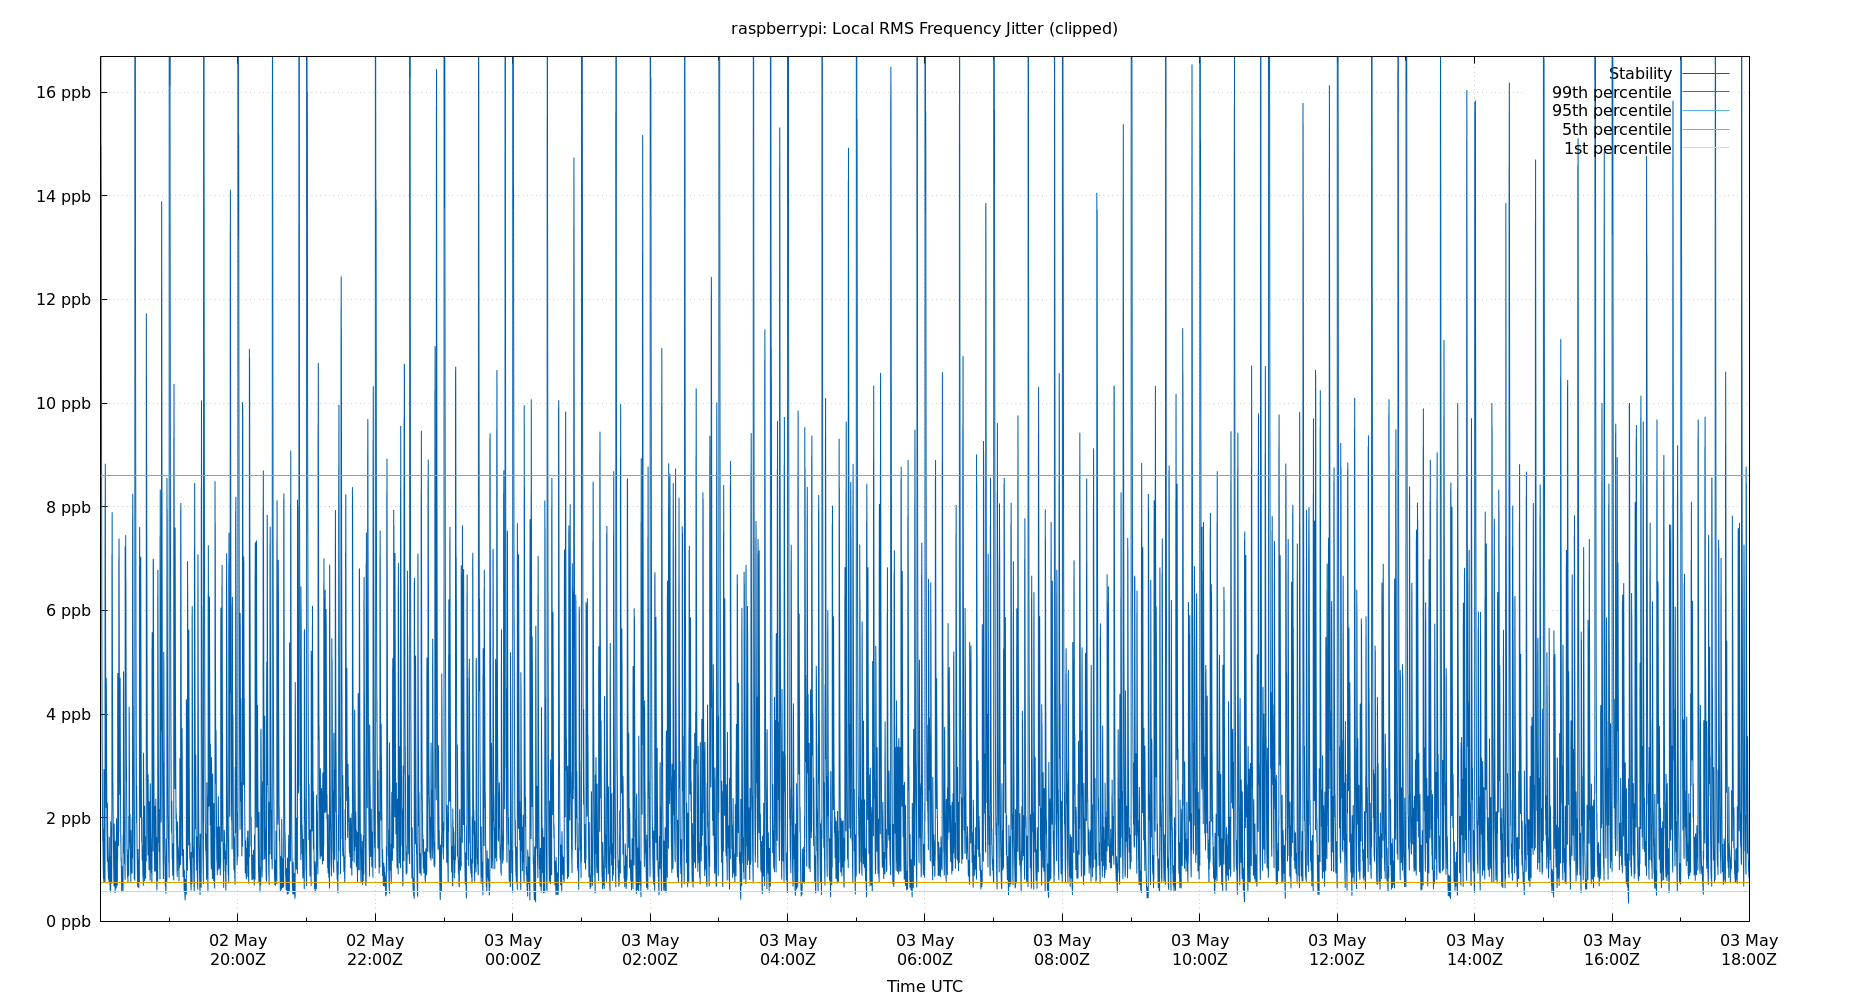 raspberrypi: Local RMS Frequency Jitter (clipped)
16 ppb
14 ppb
12 ppb
10 ppb
8 ppb
6 ppb
4 ppb
2 ppb
0 ppb
Stability
99th percentile
95th percentile
5th percentile
1st percentile
02 May
20:00Z
02 May
22:00Z
03 May
00:00Z
03 May
02:00Z
03 May
04:00Z
03 May
06:00Z
03 May
08:00Z
03 May
10:00Z
03 May
12:00Z
03 May
14:00Z
03 May
16:00Z
03 May
18:00Z
Time UTC